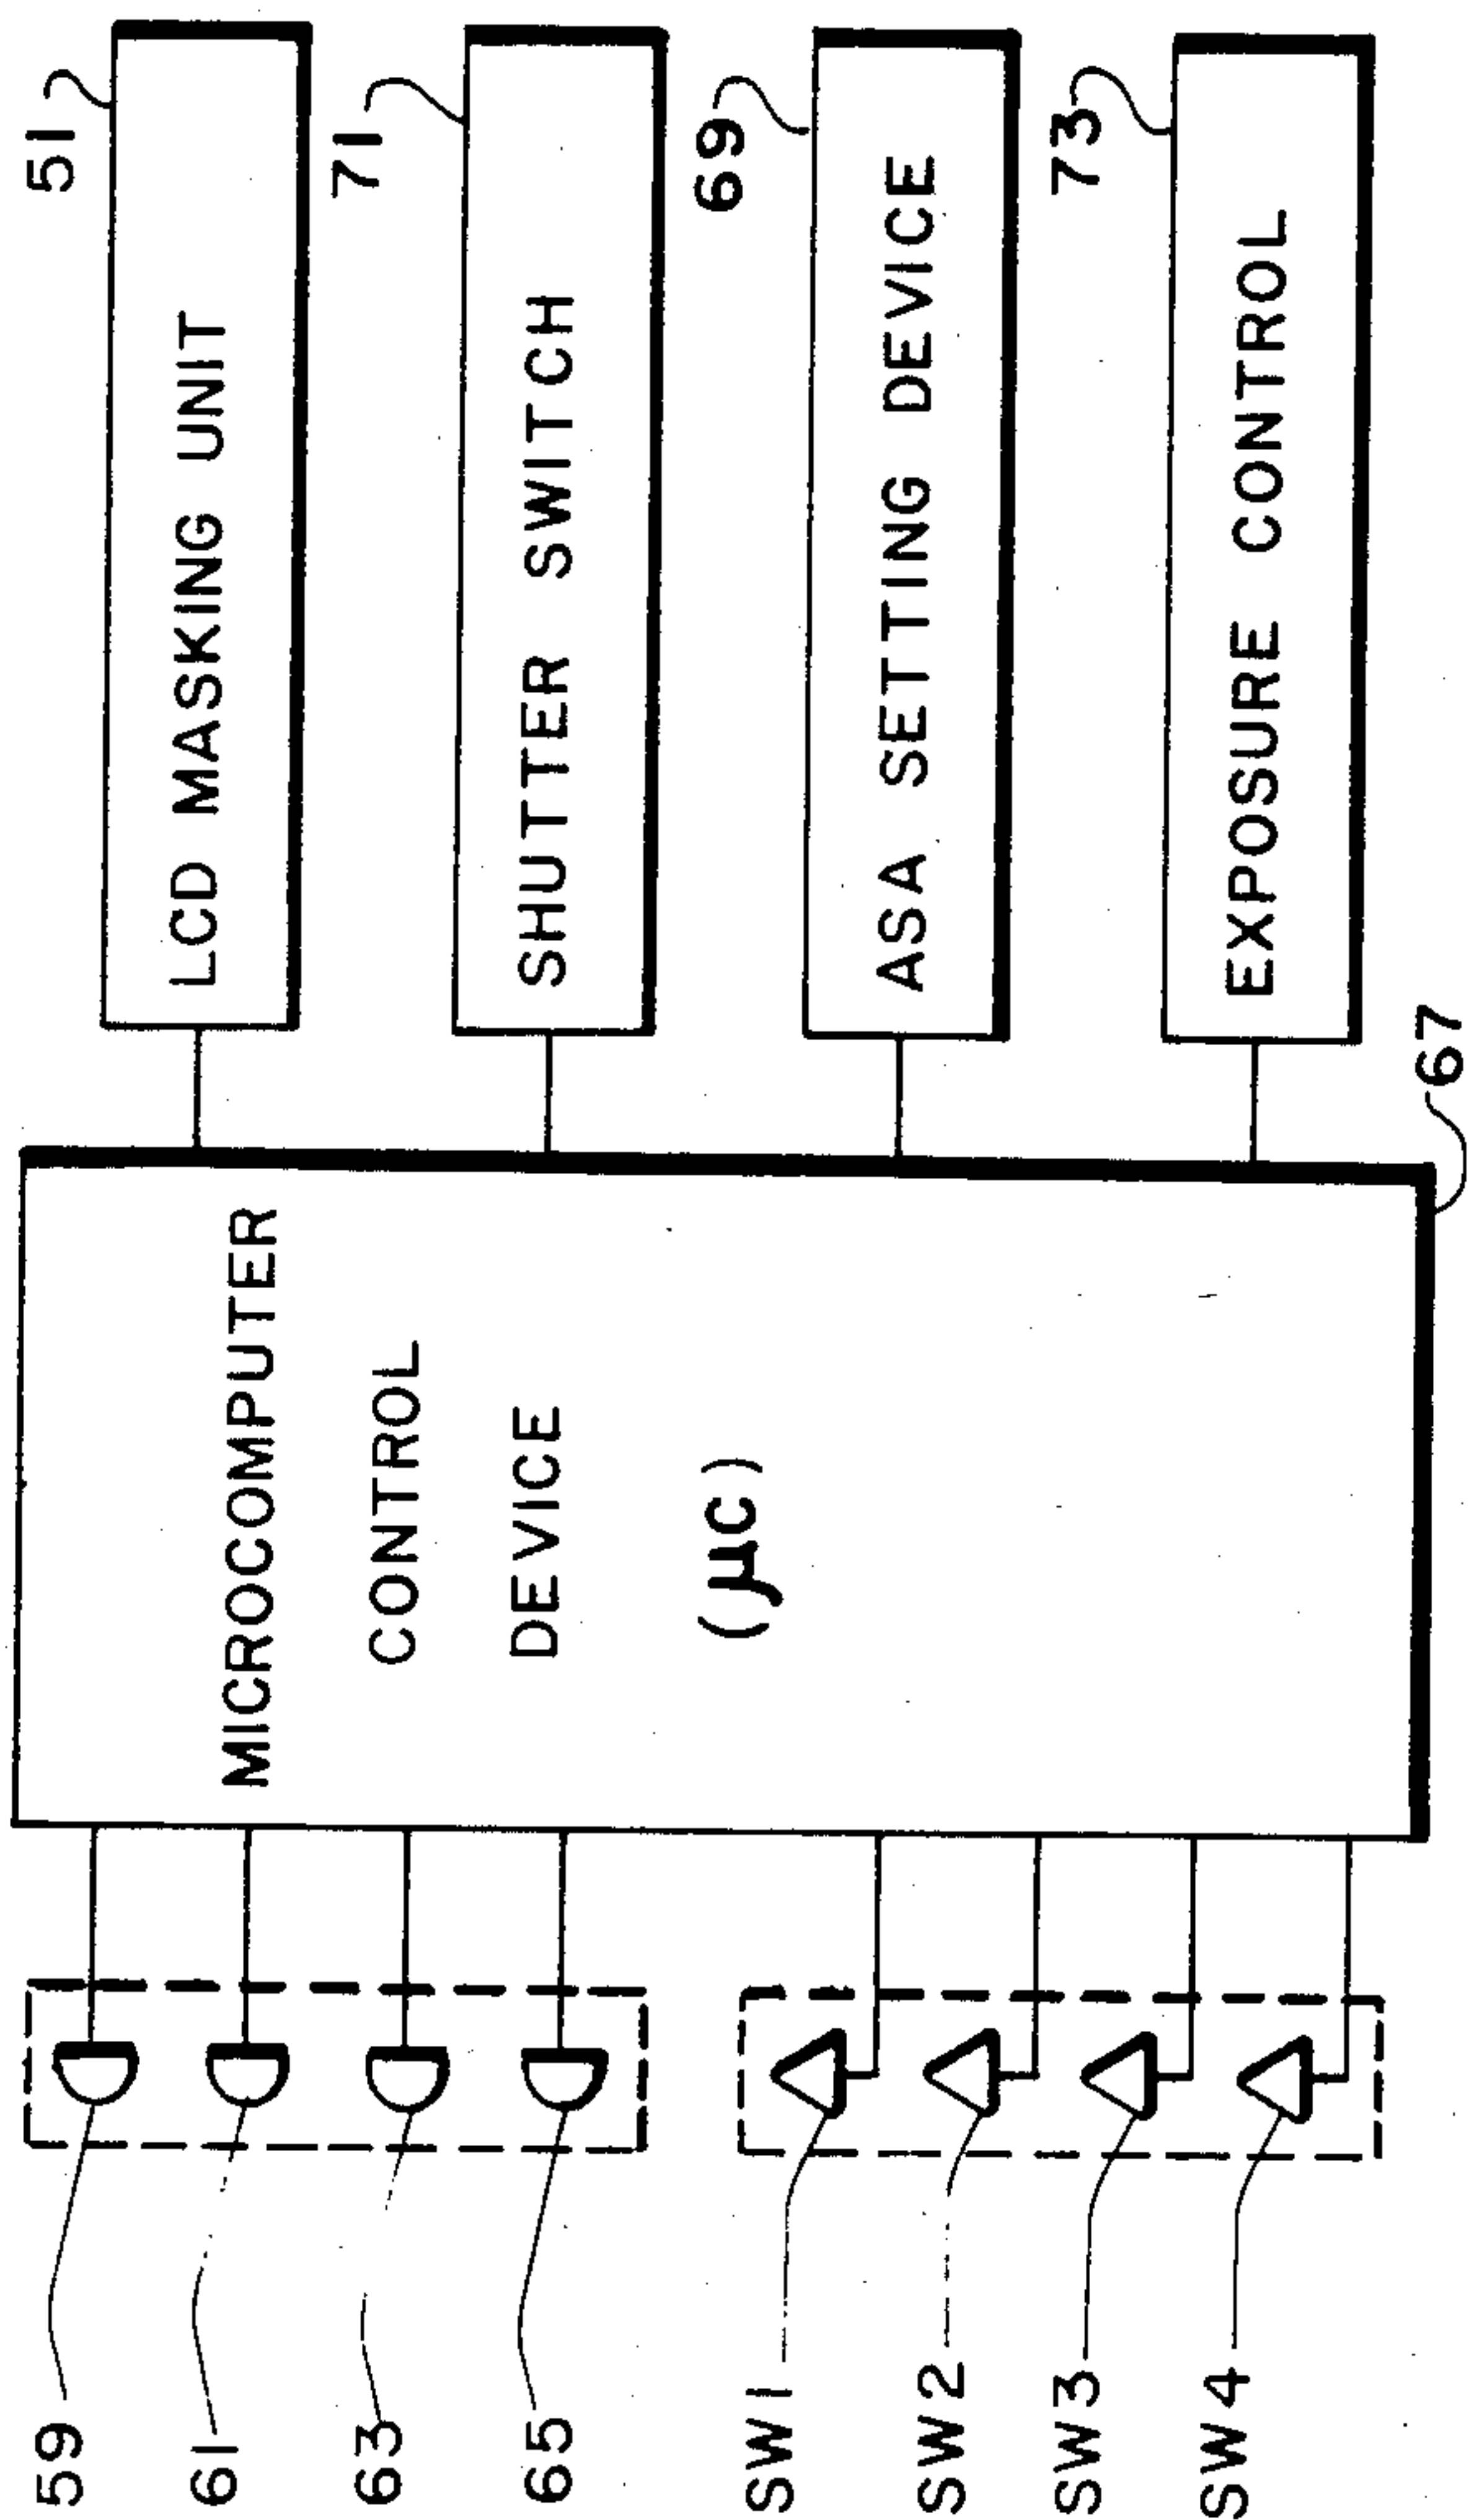 59
61
63
65
SW1
SW2
SW3
SW4
MICROCOMPUTER
CONTROL
DEVICE
(μC)
67
LCD MASKING UNIT
51
SHUTTER SWITCH
71
ASA SETTING DEVICE
69
EXPOSURE CONTROL
73